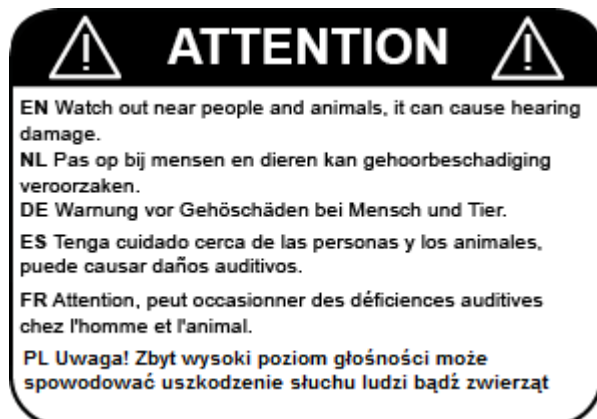 ATTENTION
EN Watch out near people and animals, it can cause hearing
damage.
NL Pas op bij mensen en dieren kan gehoorbeschadiging
veroorzaken.
DE Warnung vor Gehöschäden bei Mensch und Tier.
ES Tenga cuidado cerca de las personas y los animales,
puede causar daños auditivos.
FR Attention, peut occasionner des déficiences auditives
chez l'homme et l'animal.
PL Uwaga! Zbyt wysoki poziom głośności może
spowodować uszkodzenie słuchu ludzi bądź zwierząt